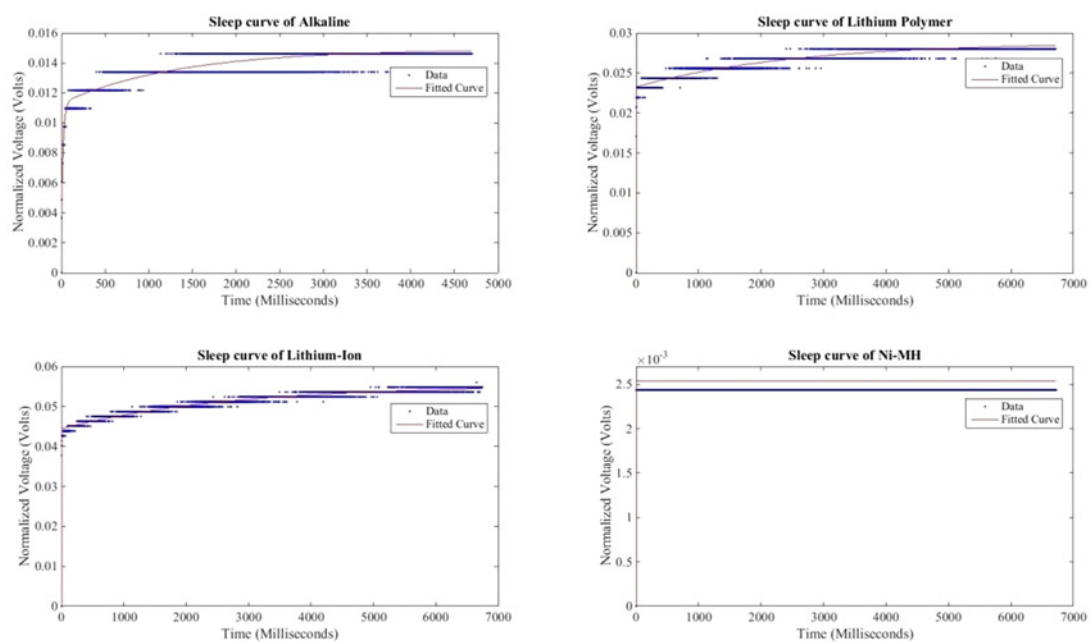 Sleep curve of Alkaline
0.016
0.014
0.012
0.01
0.008
0.006
0.004
0.002
0
Normalized Voltage (Volts)
Data
Fitted Curve
0 500 1000 1500 2000 2500 3000 3500 4000 4500 5000
Time (Milliseconds)
Sleep curve of Lithium Polymer
0.03
0.025
0.02
0.015
0.01
0.005
0
Normalized Voltage (Volts)
Data
Fitted Curve
0 1000 2000 3000 4000 5000 6000 7000
Time (Milliseconds)
Sleep curve of Lithium-Ion
0.06
0.05
0.04
0.03
0.02
0.01
0
Normalized Voltage (Volts)
Data
Fitted Curve
0 1000 2000 3000 4000 5000 6000 7000
Time (Milliseconds)
Sleep curve of Ni-MH
×10⁻³
2.5
2
1.5
1
0.5
0
Normalized Voltage (Volts)
Data
Fitted Curve
0 1000 2000 3000 4000 5000 6000 7000
Time (Milliseconds)